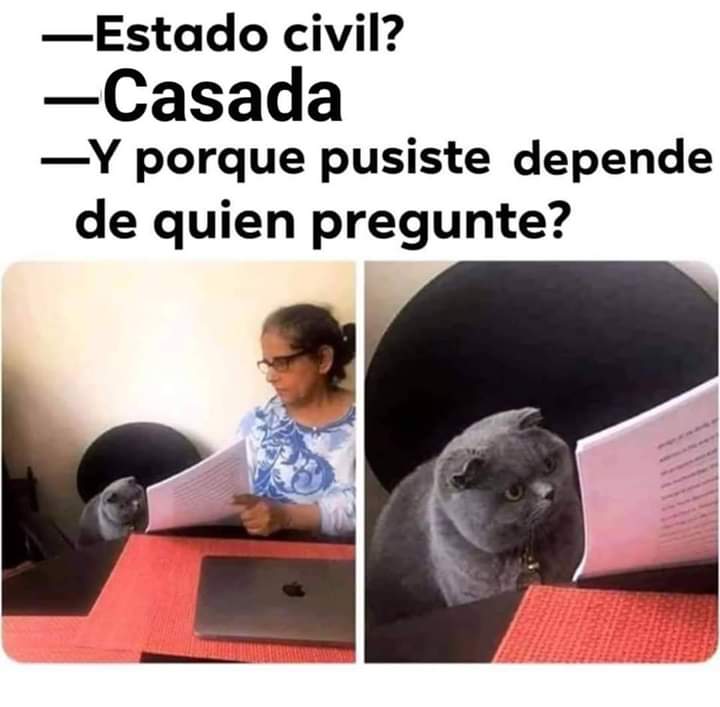 —Estado civil?
—Casada
—Y porque pusiste depende
de quien pregunte?